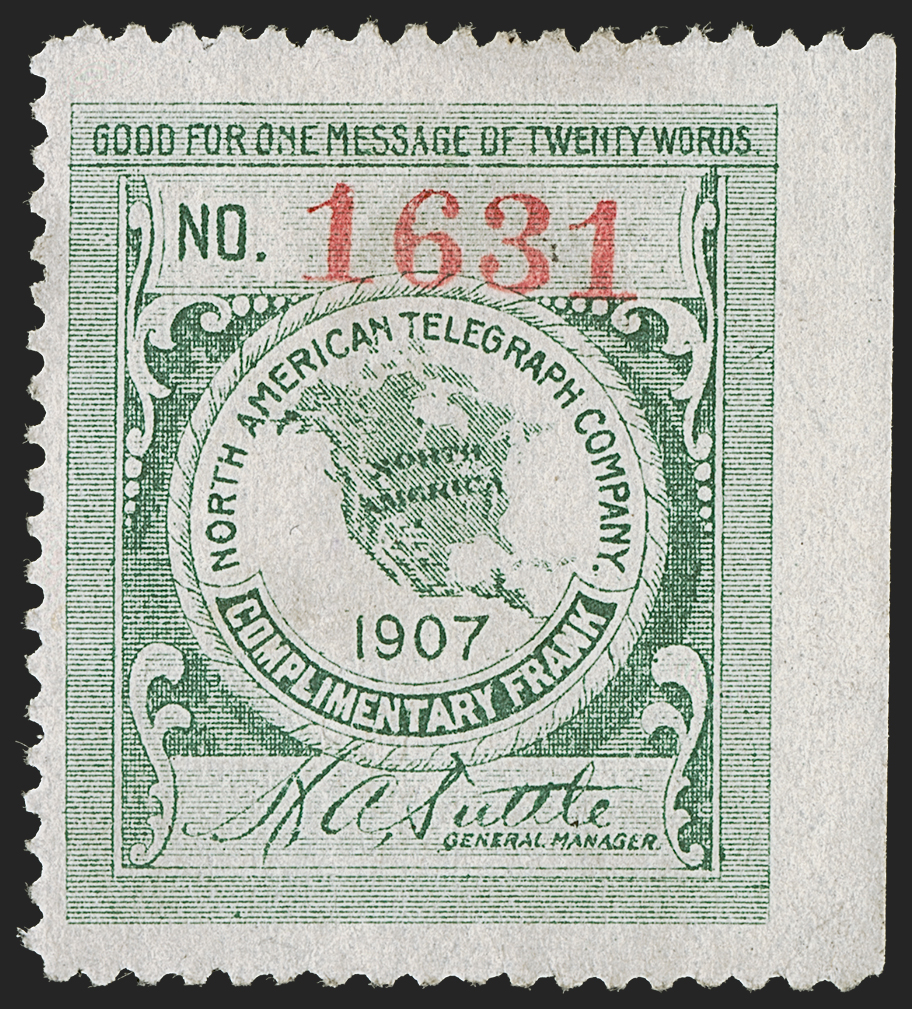 GOOD FOR ONE MESSAGE OF TWENTY WORDS.
NO. 1631
NORTH AMERICAN TELEGRAPH COMPANY.
NORTH
AMERICA
1907
COMPLIMENTARY FRANK
H A Tuttle
GENERAL MANAGER.